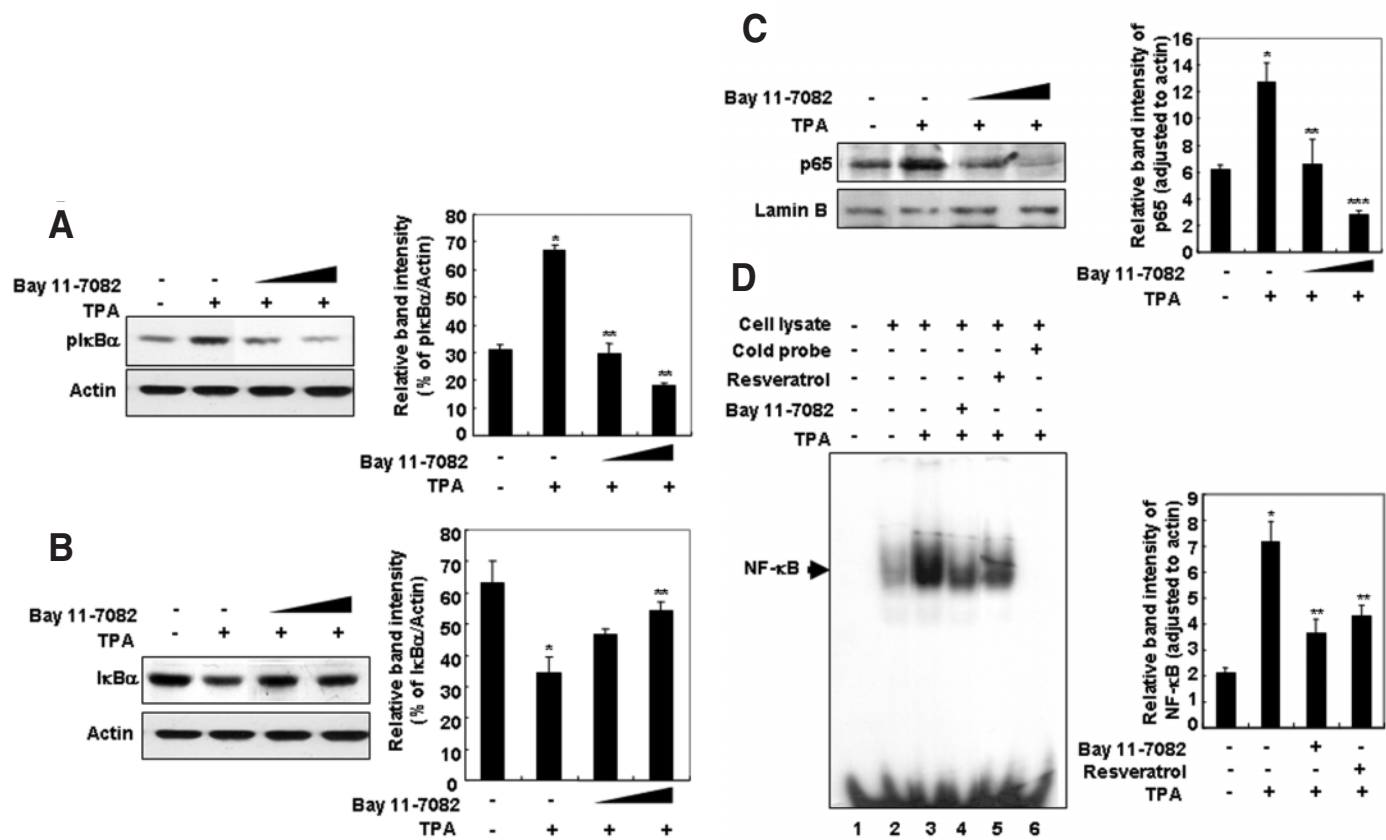 A
Bay 11-7082 - -
TPA - + + +
pIκBα
Actin
Relative band intensity
(% of pIκBα/Actin)
80
70
60
50
40
30
20
10
0
*
**
**
Bay 11-7082 - -
TPA - + + +
B
Bay 11-7082 - -
TPA - + + +
IκBα
Actin
Relative band intensity
(% of IκBα/Actin)
80
70
60
50
40
30
20
10
0
*
**
Bay 11-7082 - -
TPA - + + +
C
Bay 11-7082 - -
TPA - + + +
p65
Lamin B
Relative band intensity of
p65 (adjusted to actin)
16
14
12
10
8
6
4
2
0
*
**
***
Bay 11-7082 - -
TPA - + + +
D
Cell lysate - + + + + +
Cold probe - - - - - +
Resveratrol - - - - + -
Bay 11-7082 - - - + - -
TPA - - + + + +
NF-κB
1 2 3 4 5 6
Relative band intensity of
NF-κB (adjusted to actin)
9
8
7
6
5
4
3
2
1
0
*
**
**
Bay 11-7082 - - + -
Resveratrol - - - +
TPA - + + +